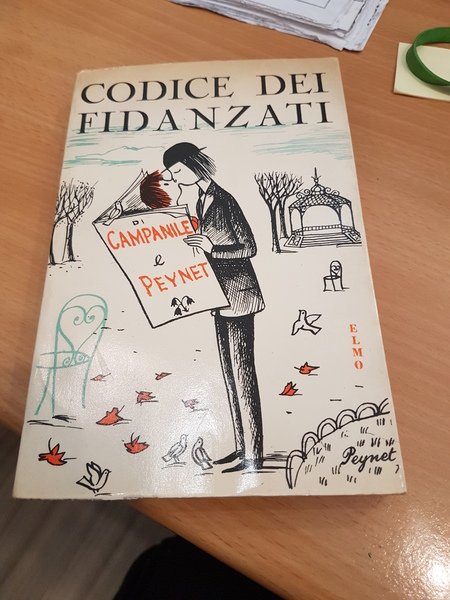 CODICE DEI
FIDANZATI
DI
CAMPANILE
e
PEYNET
ELMO
Peynet